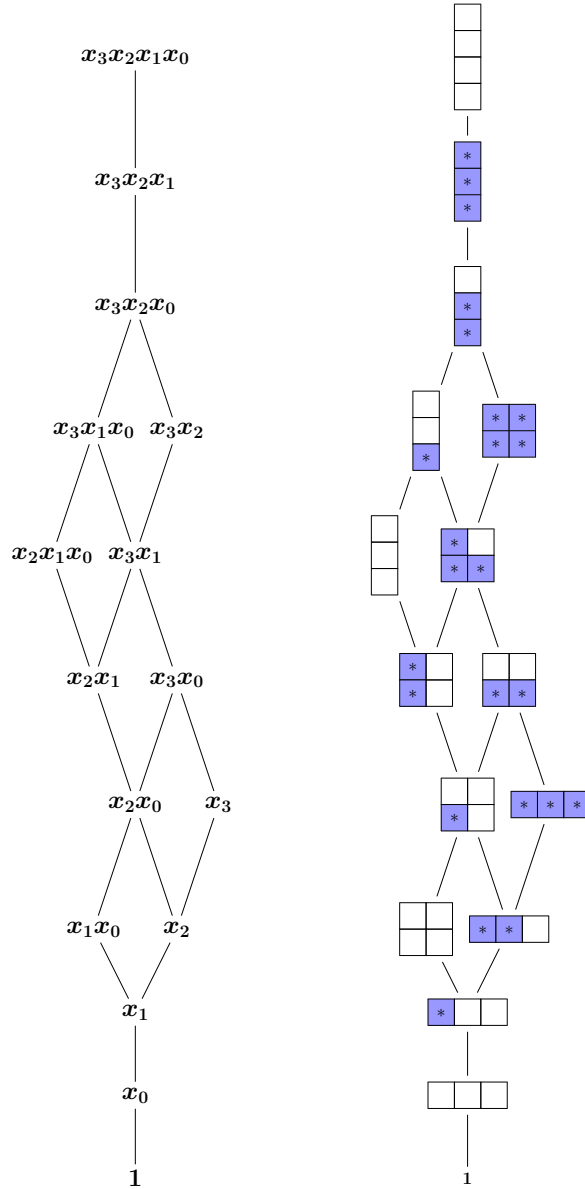 x₃x₂x₁x₀
x₃x₂x₁
x₃x₂x₀
x₃x₁x₀ x₃x₂
x₂x₁x₀ x₃x₁
x₂x₁ x₃x₀
x₂x₀ x₃
x₁x₀ x₂
x₁
x₀
1
*
*
*
*
*
* *
* *
*
*
* *
*
*
* *
* * *
*
* *
*
1